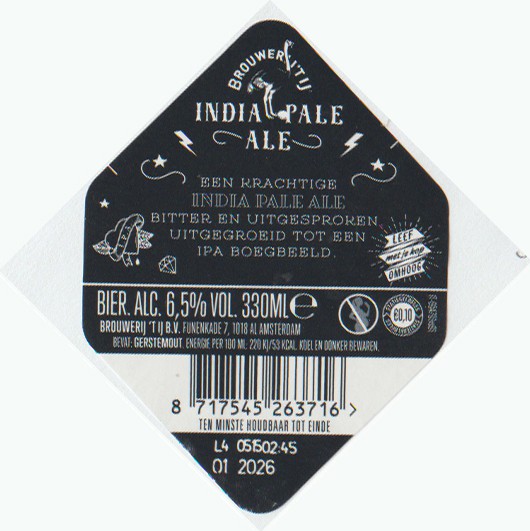 BROUWERIJ 'T IJ
INDIA PALE
ALE
EEN KRACHTIGE
INDIA PALE ALE
BITTER EN UITGESPROKEN,
UITGEGROEID TOT EEN
IPA BOEGBEELD.
LEEF
met je kop
OMHOOG
BIER. ALC. 6,5% VOL. 330ML e
€0,10
BROUWERIJ 'T IJ B.V. FUNENKADE 7, 1018 AL AMSTERDAM
BEVAT: GERSTEMOUT. ENERGIE PER 100 ML: 220 KJ/53 KCAL. KOEL EN DONKER BEWAREN.
8 717545 263716 >
TEN MINSTE HOUDBAAR TOT EINDE
L4 051502:45
01 2026